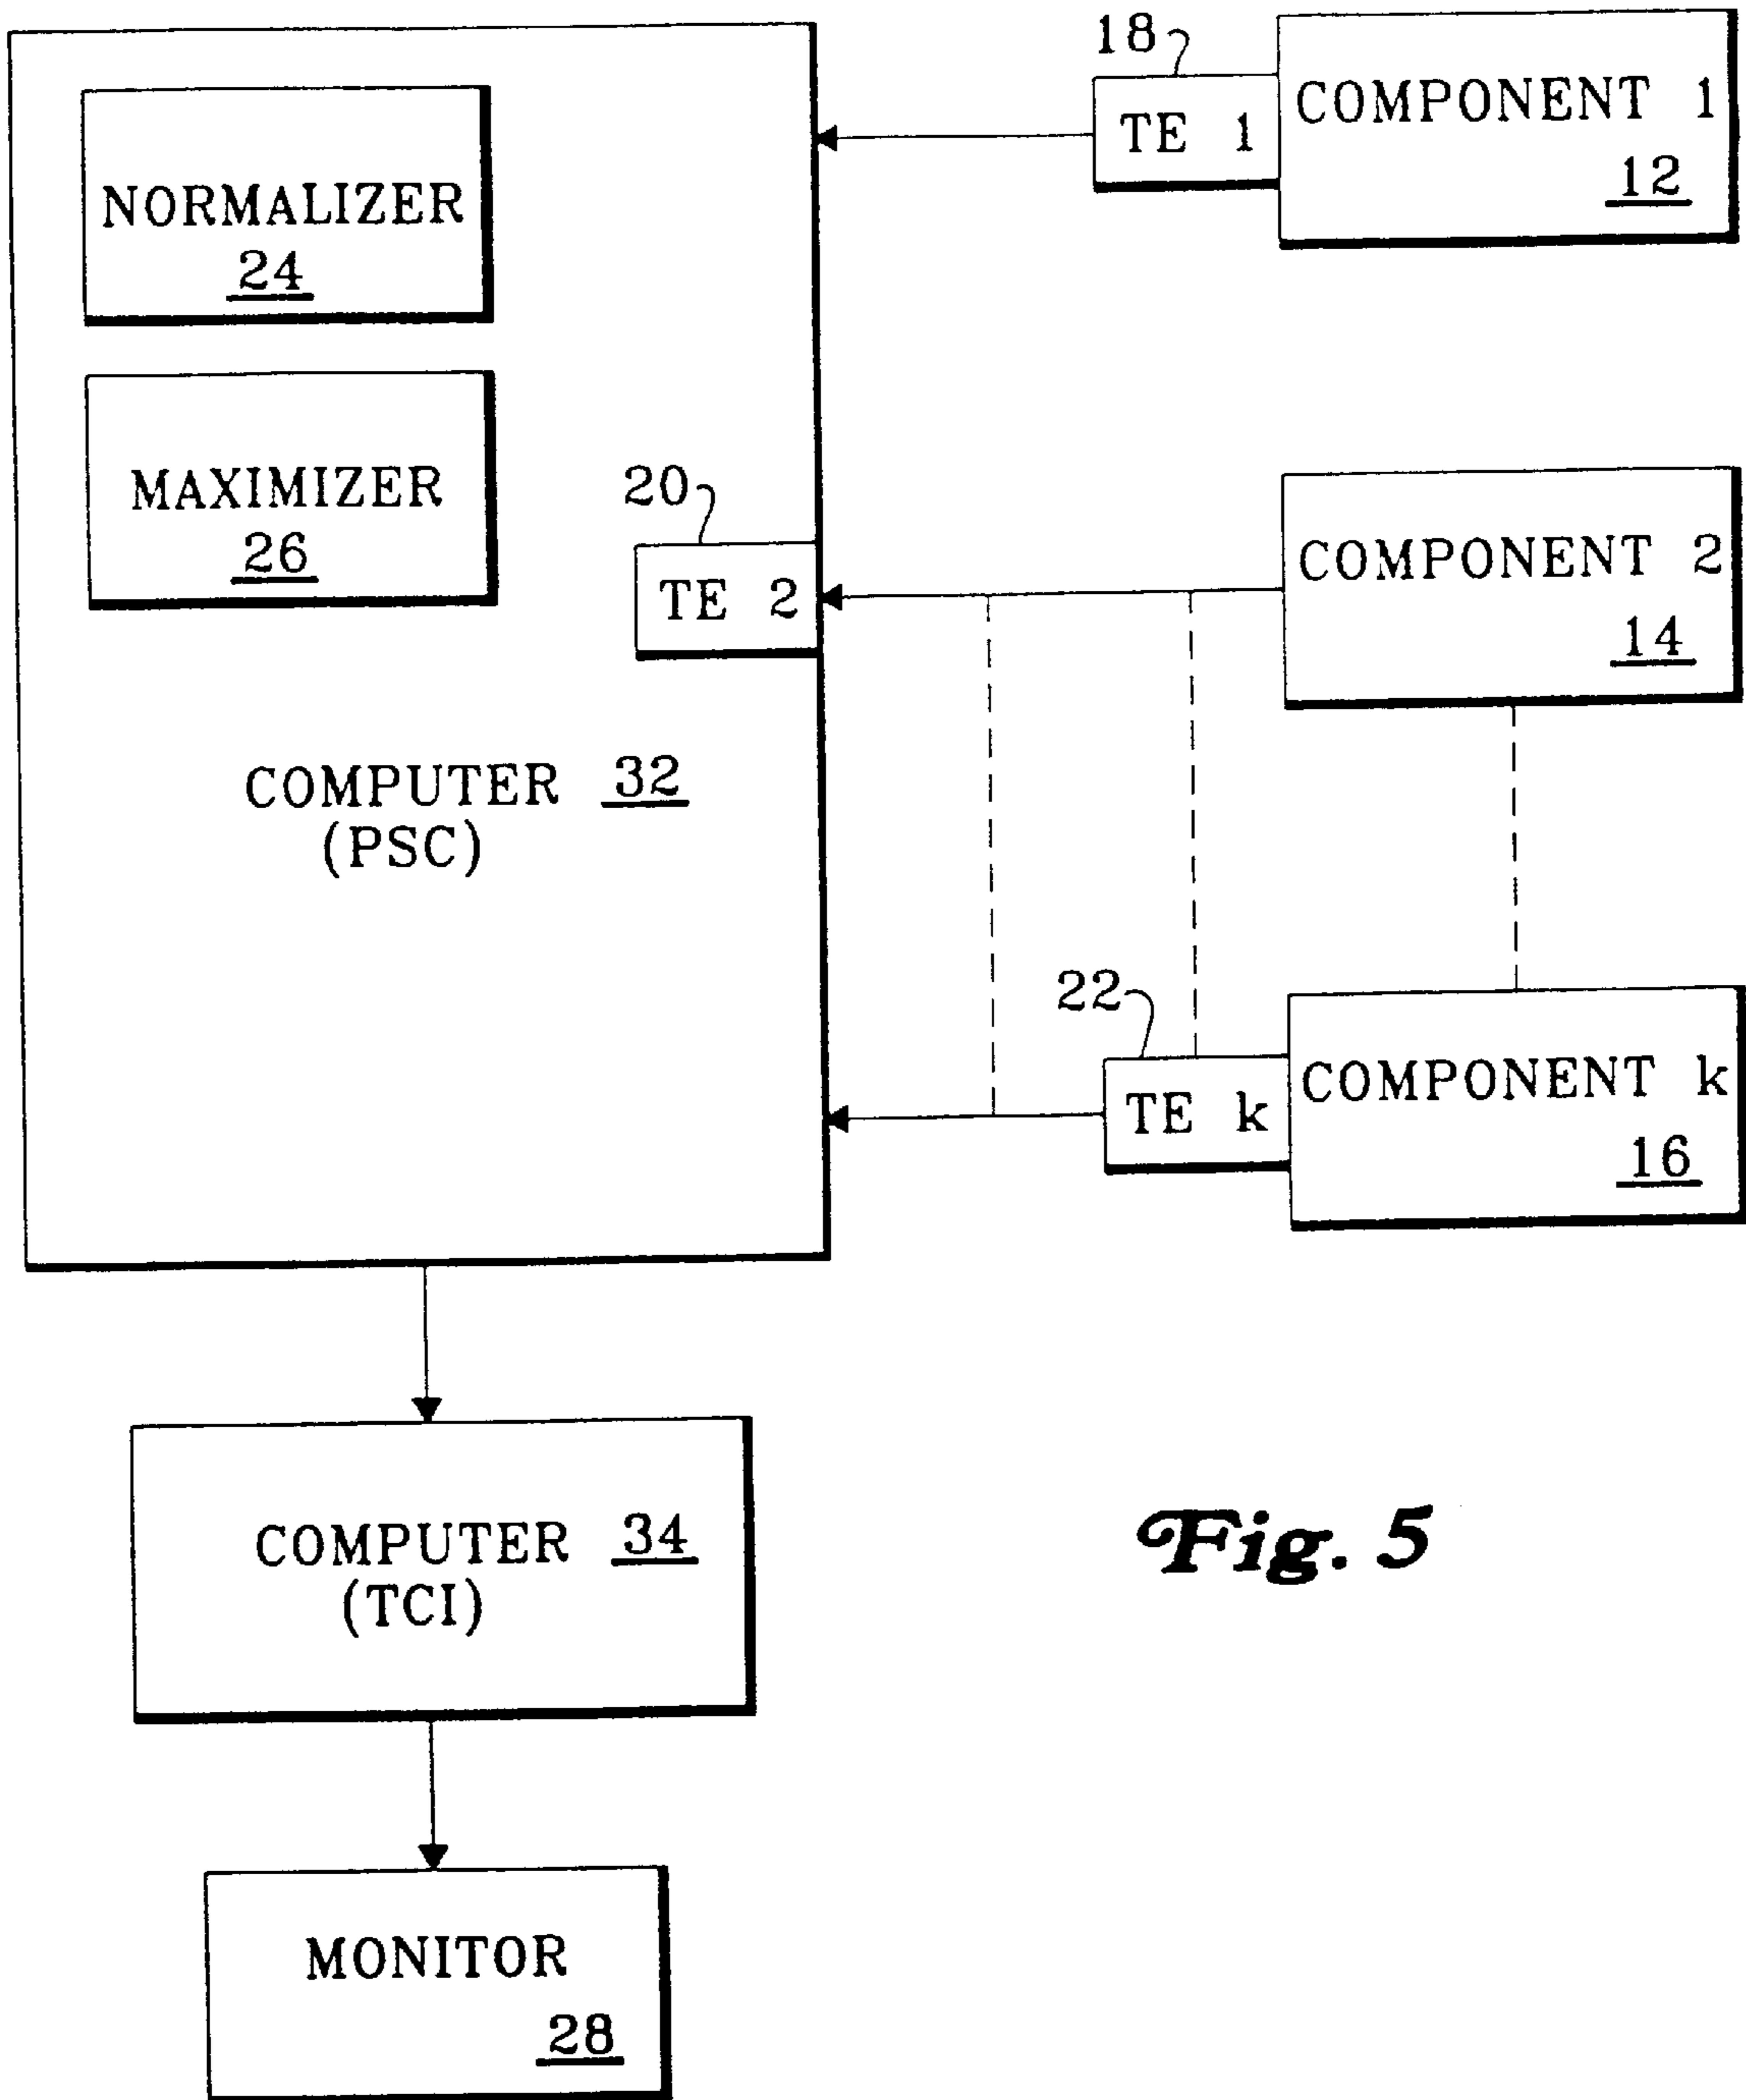 18
TE 1
COMPONENT 1
12
NORMALIZER
24
MAXIMIZER
26
20
TE 2
COMPONENT 2
14
COMPUTER 32
(PSC)
22
TE k
COMPONENT k
16
COMPUTER 34
(TCI)
Fig. 5
MONITOR
28